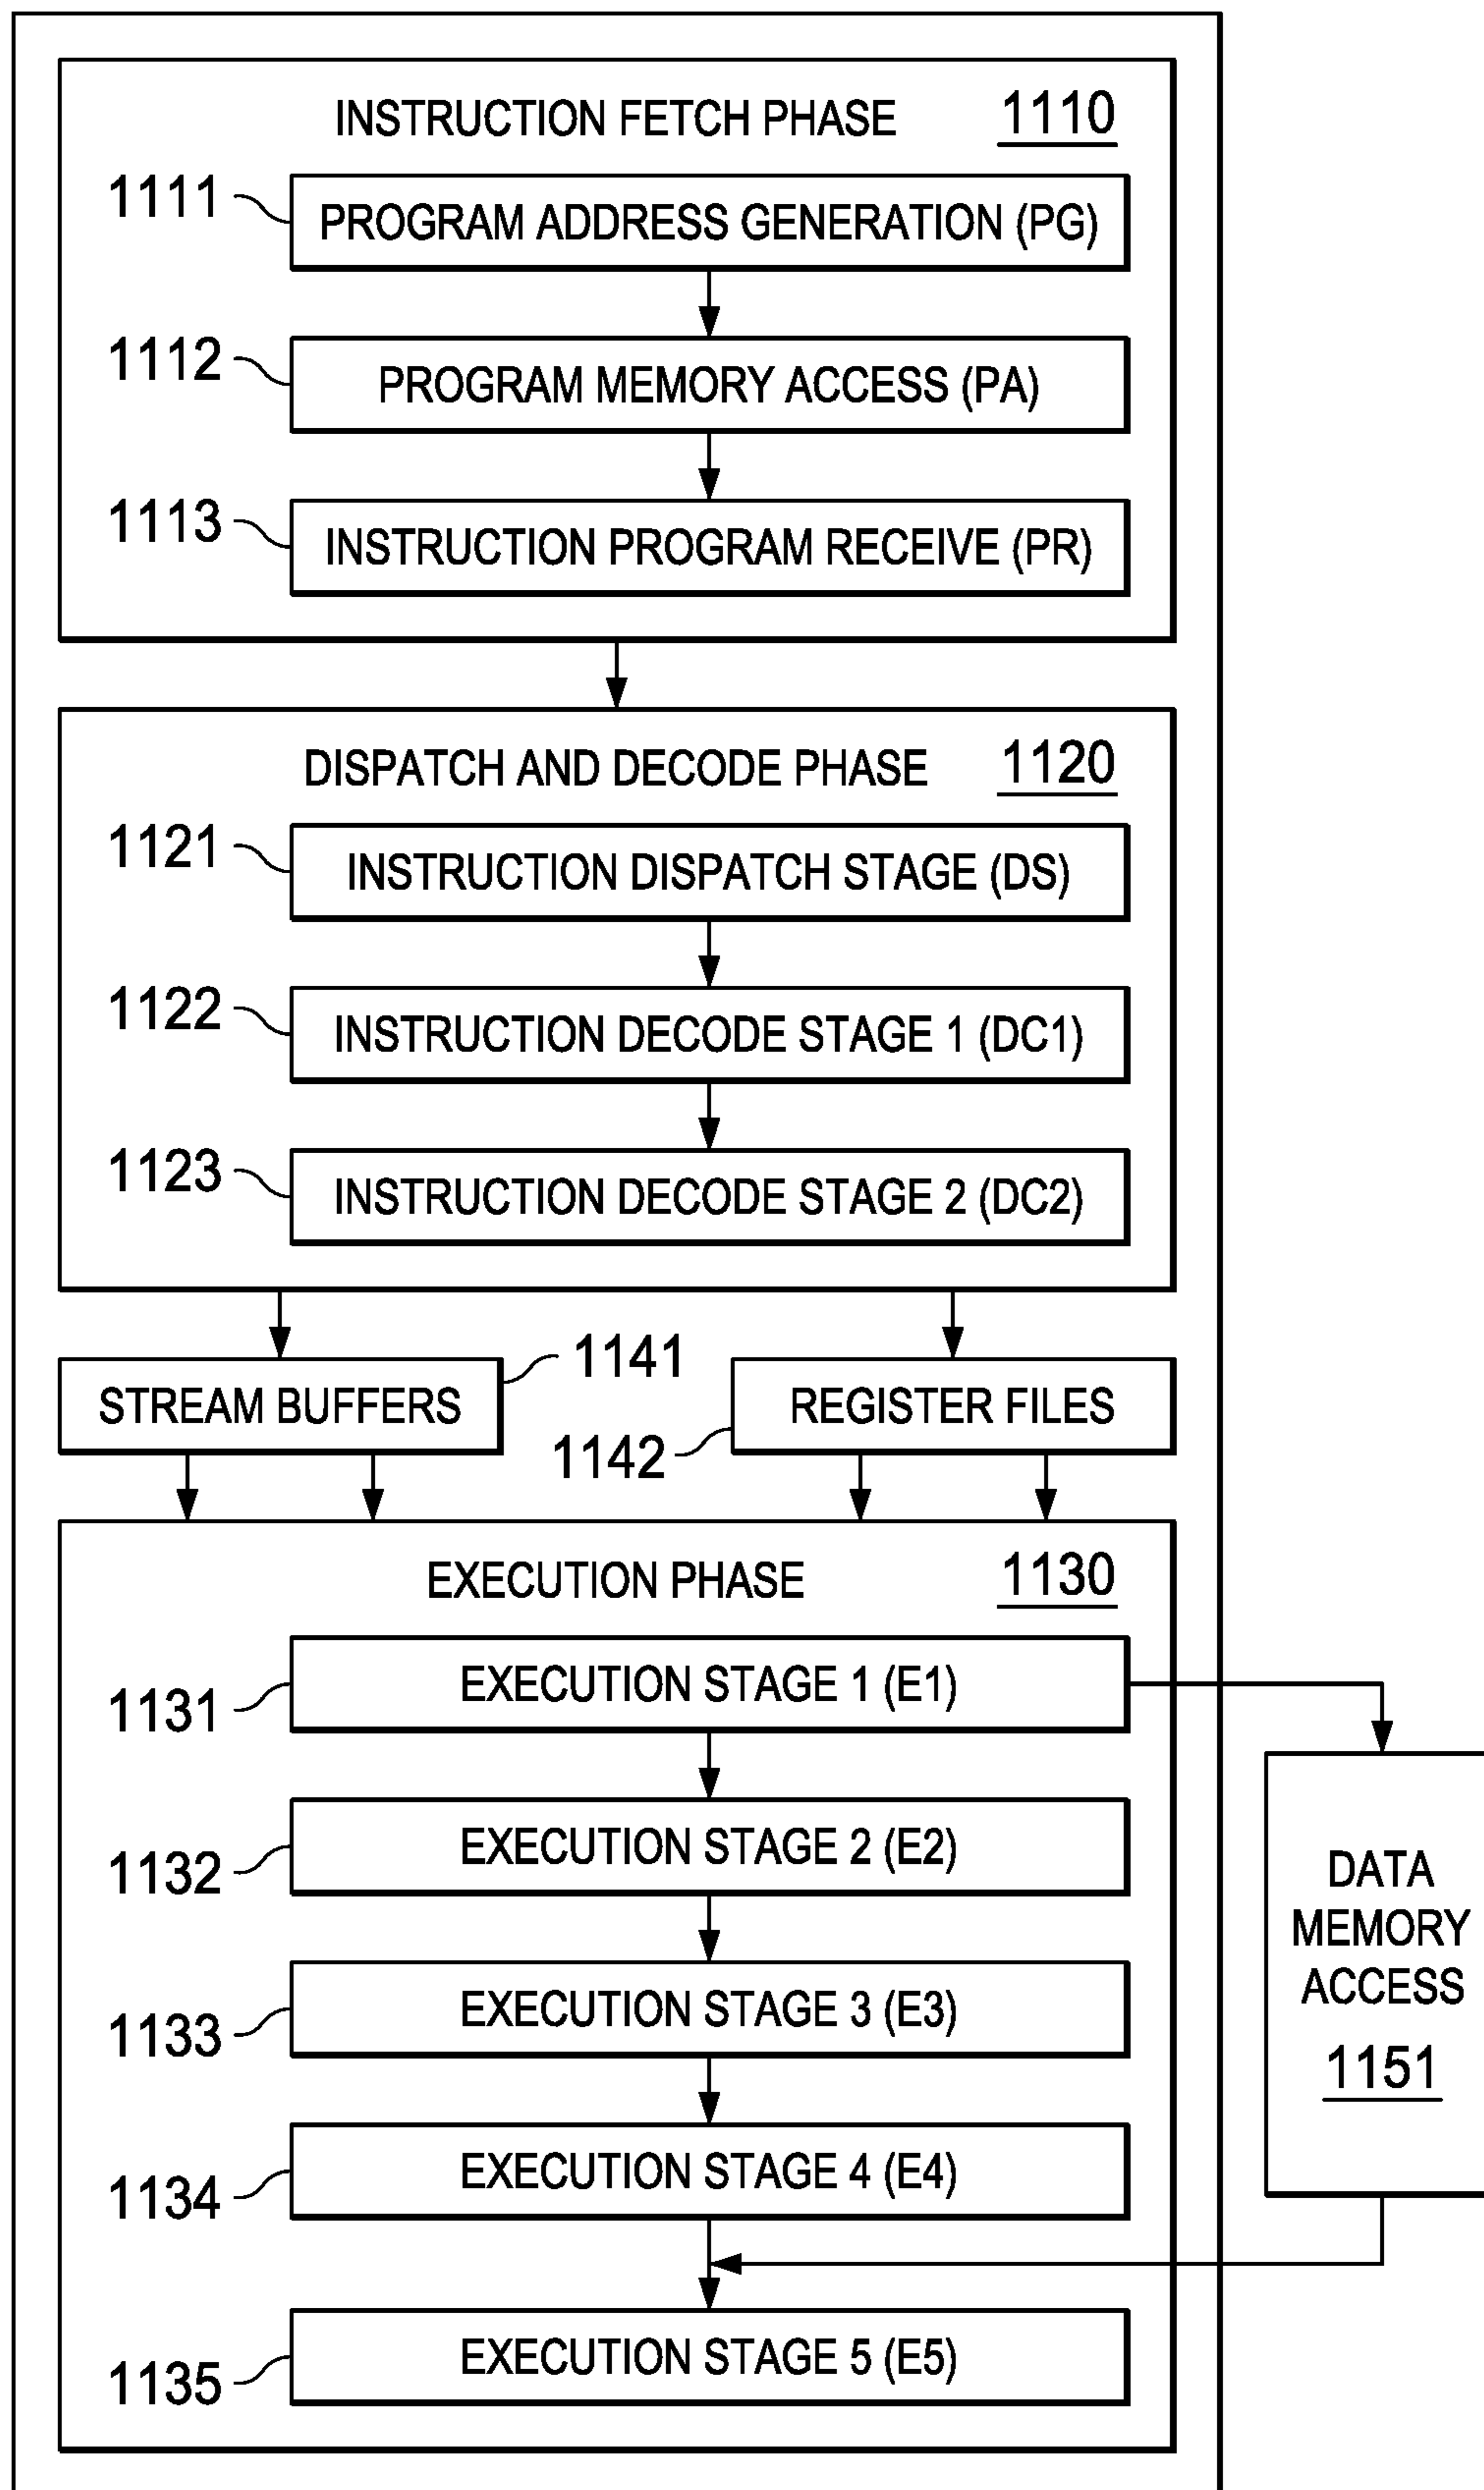 INSTRUCTION FETCH PHASE 1110
1111 PROGRAM ADDRESS GENERATION (PG)
1112 PROGRAM MEMORY ACCESS (PA)
1113 INSTRUCTION PROGRAM RECEIVE (PR)
DISPATCH AND DECODE PHASE 1120
1121 INSTRUCTION DISPATCH STAGE (DS)
1122 INSTRUCTION DECODE STAGE 1 (DC1)
1123 INSTRUCTION DECODE STAGE 2 (DC2)
STREAM BUFFERS 1141
1142 REGISTER FILES
EXECUTION PHASE 1130
1131 EXECUTION STAGE 1 (E1)
1132 EXECUTION STAGE 2 (E2)
1133 EXECUTION STAGE 3 (E3)
1134 EXECUTION STAGE 4 (E4)
1135 EXECUTION STAGE 5 (E5)
DATA
MEMORY
ACCESS
1151